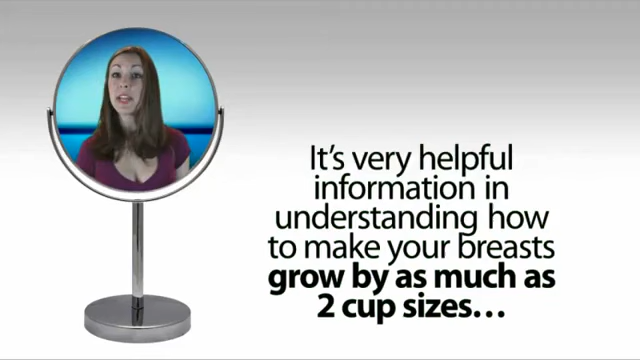 It’s very helpful
information in
understanding how
to make your breasts
grow by as much as
2 cup sizes…